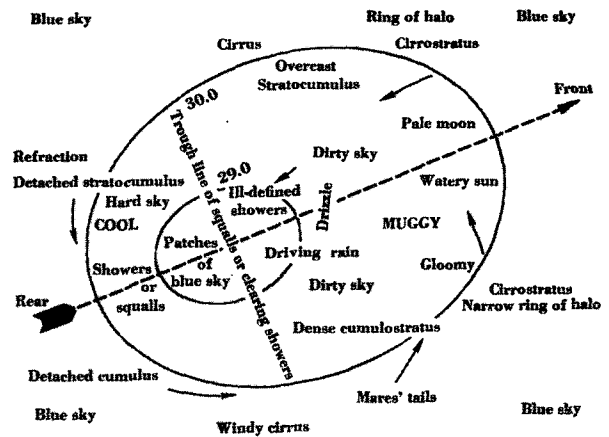 Blue sky
Ring of halo
Blue sky
Cirrus
Cirrostratus
Overcast
Stratocumulus
Front
30.0
Pale moon
Trough line of squalls or clearing showers
Refraction
Dirty sky
29.0
Detached stratocumulus
Watery sun
Hard sky
Ill-defined
showers
Drizzle
COOL
MUGGY
Patches
of
blue sky
Driving rain
Gloomy
Showers
or
squalls
Dirty sky
Rear
Cirrostratus
Narrow ring of halo
Dense cumulostratus
Detached cumulus
Mares' tails
Blue sky
Windy cirrus
Blue sky